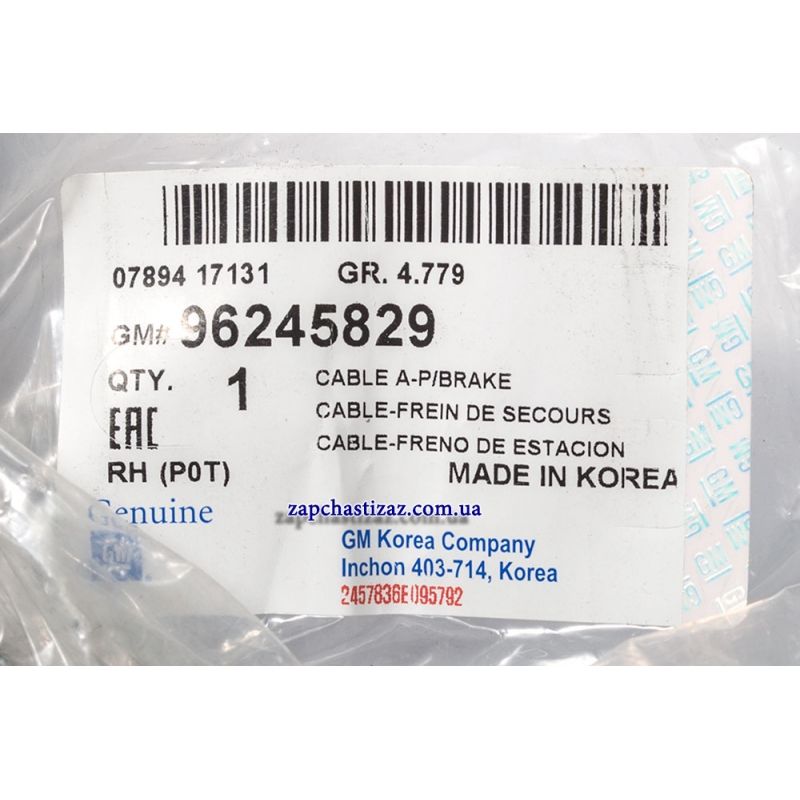 07894 17131 GR. 4.779
GM# 96245829
QTY. 1 CABLE A-P/BRAKE
CABLE-FREIN DE SECOURS
EAC
CABLE-FRENO DE ESTACION
RH (P0T) MADE IN KOREA
Genuine zapchastizaz.com.ua
GM
GM Korea Company
Inchon 403-714, Korea
2457836E095792